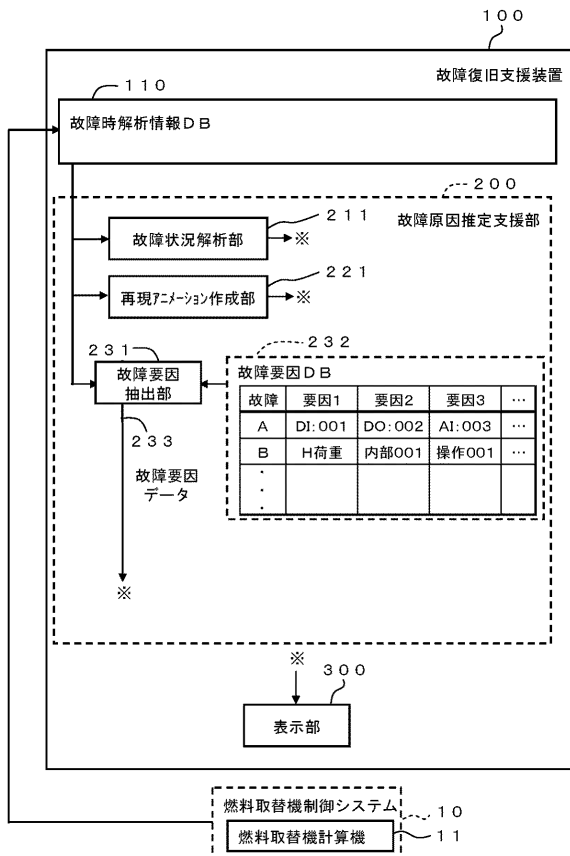 １００
故障復旧支援装置
１１０
故障時解析情報ＤＢ
２００
故障原因推定支援部
２１１
故障状況解析部
※
２２１
再現ｱﾆﾒｰｼｮﾝ作成部
※
２３１
故障要因
抽出部
２３２
故障要因ＤＢ
故障 要因1 要因2 要因3 …
A DI:001 DO:002 AI:003 …
B H荷重 内部001 操作001 …
・
・
・
２３３
故障要因
データ
※
※
３００
表示部
燃料取替機制御システム
１０
燃料取替機計算機
１１